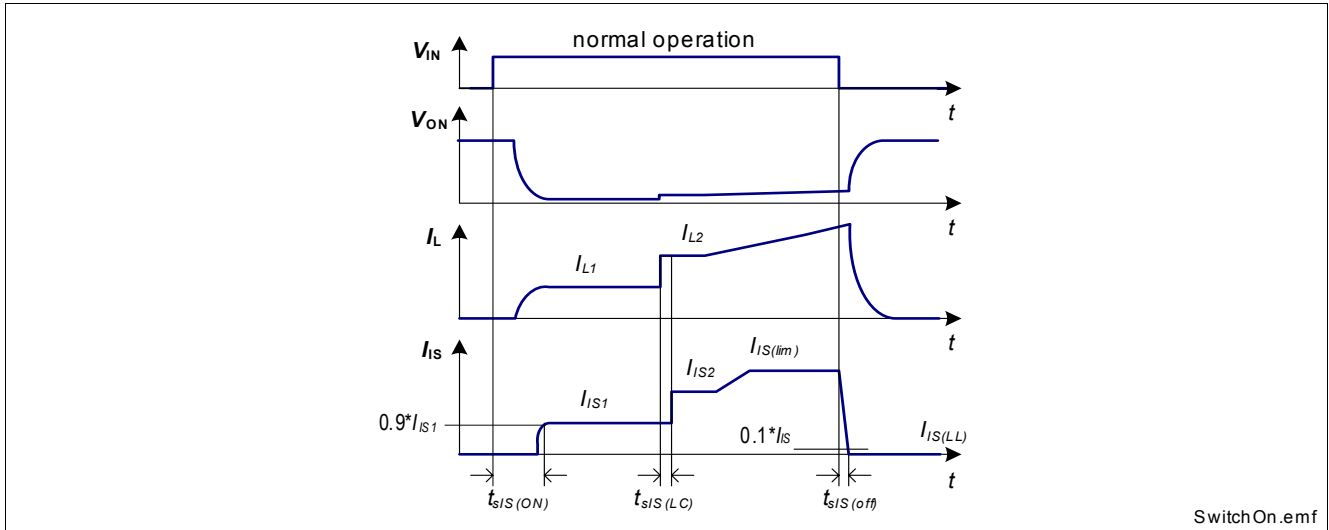 normal operation
V_IN
t
V_ON
t
I_L
I_L1
I_L2
t
I_IS
I_IS(lim)
I_IS2
I_IS1
0.9*I_IS1
0.1*I_IS
I_IS(LL)
t
t_sIS(ON)
t_sIS(LC)
t_sIS(off)
SwitchOn.emf